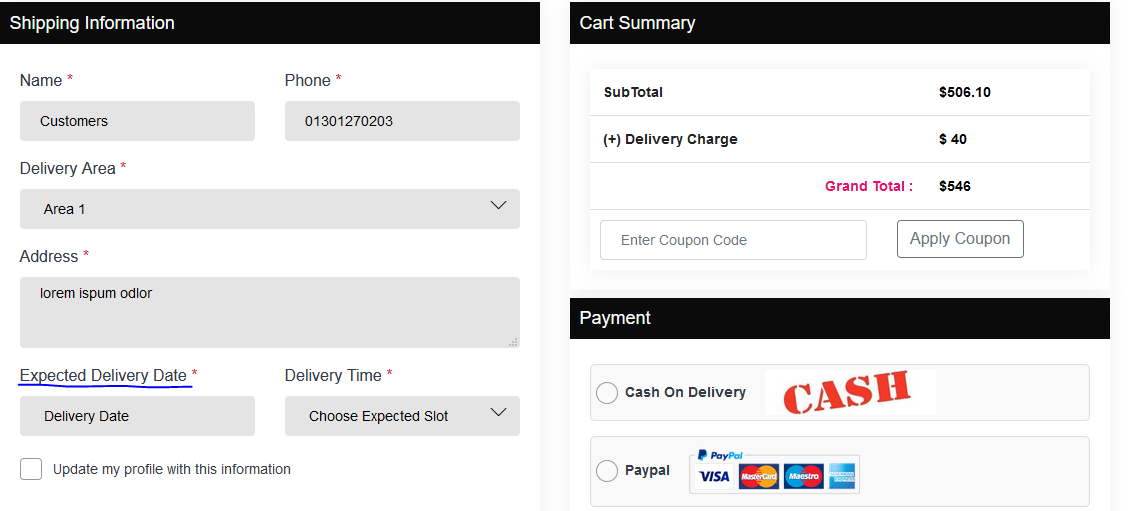 Shipping Information
Name *
Phone *
Customers
01301270203
Delivery Area *
Area 1
Address *
lorem ispum odlor
Expected Delivery Date *
Delivery Time *
Delivery Date
Choose Expected Slot
Update my profile with this information
Cart Summary
SubTotal
$506.10
(+) Delivery Charge
$ 40
Grand Total :
$546
Enter Coupon Code
Apply Coupon
Payment
Cash On Delivery
CASH
Paypal
PayPal
VISA
MasterCard
Maestro
AMERICAN EXPRESS